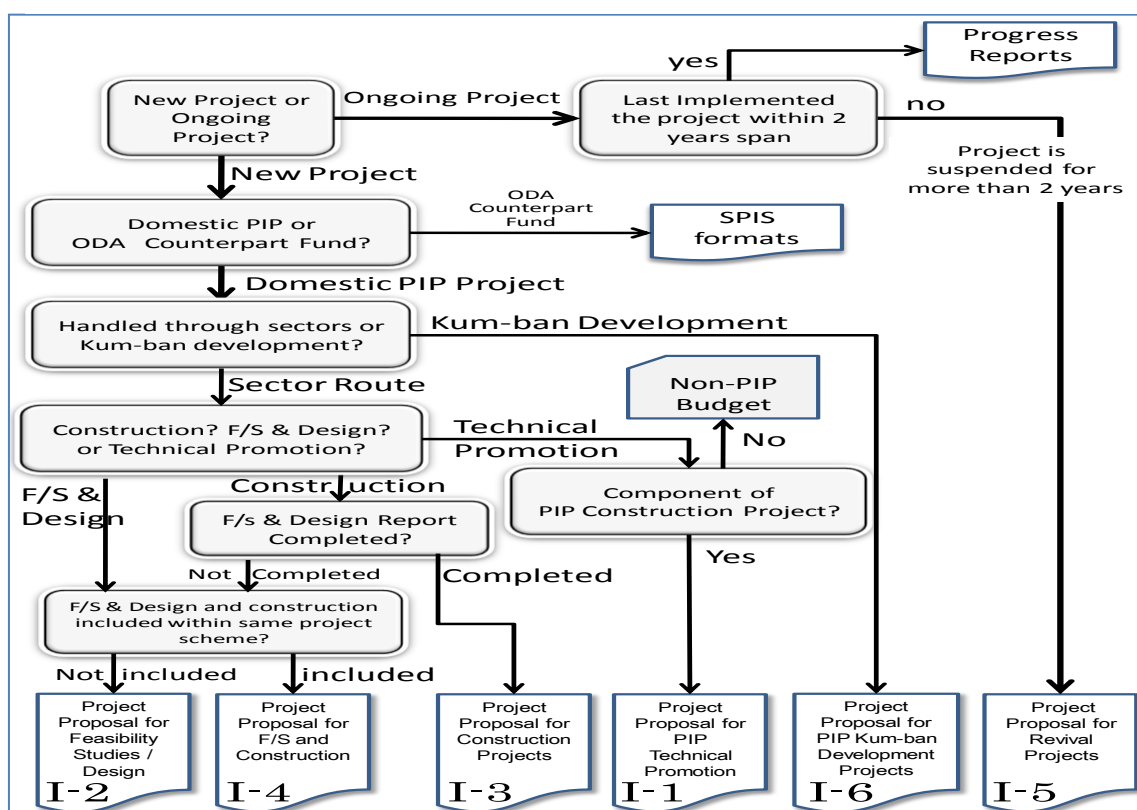 Progress
Reports
yes
New Project or
Ongoing
Project?
Ongoing Project
Last Implemented
the project within 2
years span
no
Project is
suspended for
more than 2 years
New Project
Domestic PIP or
ODA Counterpart Fund?
ODA
Counterpart
Fund
SPIS
formats
Domestic PIP Project
Handled through sectors or
Kum-ban development?
Kum-ban Development
Sector Route
Non-PIP
Budget
Construction? F/S & Design?
or Technical Promotion?
Technical
Promotion
No
F/S &
Design
Construction
Component of
PIP Construction Project?
F/s & Design Report
Completed?
Yes
Not Completed
Completed
F/S & Design and construction
included within same project
scheme?
Not included
included
Project
Proposal for
Feasibility
Studies /
Design
I-2
Project
Proposal for
F/S and
Construction
I-4
Project
Proposal for
Construction
Projects
I-3
Project
Proposal for
PIP
Technical
Promotion
I-1
Project
Proposal for
PIP Kum-ban
Development
Projects
I-6
Project
Proposal for
Revival
Projects
I-5